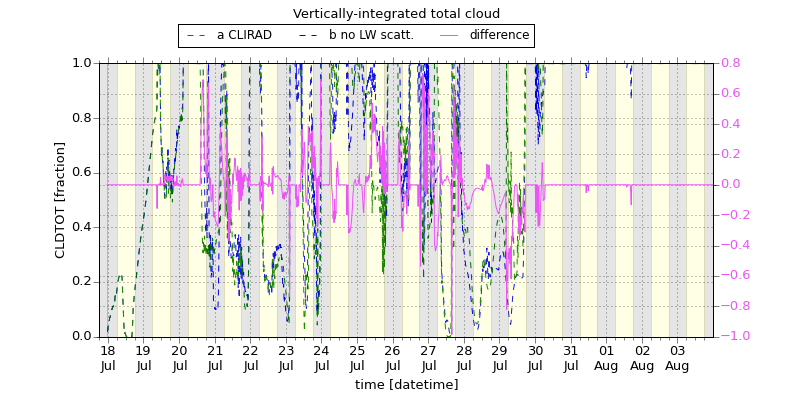 Vertically-integrated total cloud
a CLIRAD b no LW scatt. difference
1.0 0.8
0.6
0.8 0.4
0.2
0.6 0.0
CLDTOT [fraction]
0.4 −0.2
−0.4
0.2 −0.6
−0.8
0.0 −1.0
18 19 20 21 22 23 24 25 26 27 28 29 30 31 01 02 03
Jul Jul Jul Jul Jul Jul Jul Jul Jul Jul Jul Jul Jul Jul Aug Aug Aug
time [datetime]